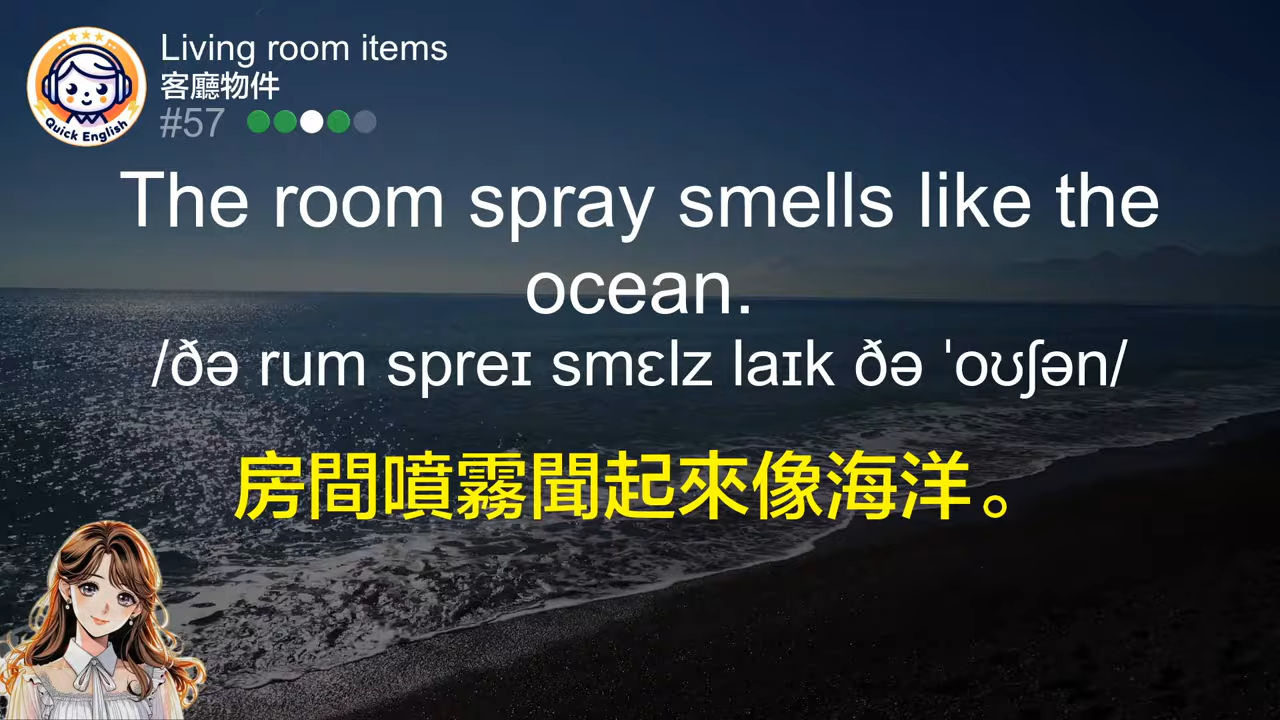 Living room items
客廳物件
#57
Quick English
The room spray smells like the
ocean.
/ðə rum spreɪ smɛlz laɪk ðə ˈoʊʃən/
房間噴霧聞起來像海洋。